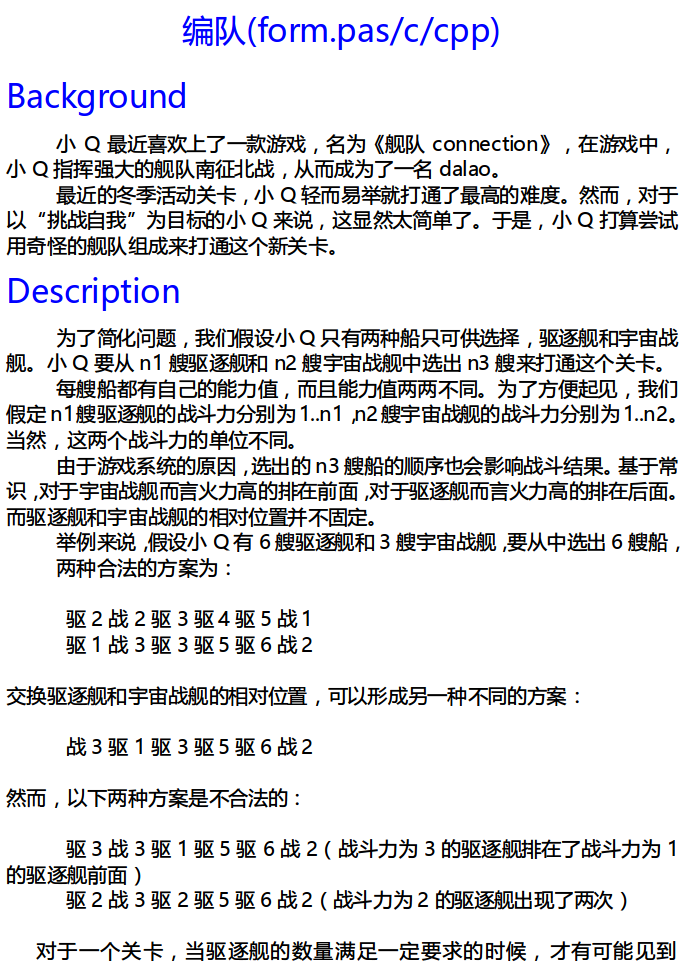 编队(form.pas/c/cpp)
Background
小 Q 最近喜欢上了一款游戏，名为《舰队 connection》，在游戏中，
小 Q 指挥强大的舰队南征北战，从而成为了一名 dalao。
最近的冬季活动关卡，小 Q 轻而易举就打通了最高的难度。然而，对于
以“挑战自我”为目标的小 Q 来说，这显然太简单了。于是，小 Q 打算尝试
用奇怪的舰队组成来打通这个新关卡。
Description
为了简化问题，我们假设小 Q 只有两种船只可供选择，驱逐舰和宇宙战
舰。小 Q 要从 n1 艘驱逐舰和 n2 艘宇宙战舰中选出 n3 艘来打通这个关卡。
每艘船都有自己的能力值，而且能力值两两不同。为了方便起见，我们
假定 n1 艘驱逐舰的战斗力分别为 1..n1，n2 艘宇宙战舰的战斗力分别为 1..n2。
当然，这两个战斗力的单位不同。
由于游戏系统的原因，选出的 n3 艘船的顺序也会影响战斗结果。基于常
识，对于宇宙战舰而言火力高的排在前面，对于驱逐舰而言火力高的排在后面。
而驱逐舰和宇宙战舰的相对位置并不固定。
举例来说，假设小 Q 有 6 艘驱逐舰和 3 艘宇宙战舰，要从中选出 6 艘船，
两种合法的方案为：
驱 2 战 2 驱 3 驱 4 驱 5 战 1
驱 1 战 3 驱 3 驱 5 驱 6 战 2
交换驱逐舰和宇宙战舰的相对位置，可以形成另一种不同的方案：
战 3 驱 1 驱 3 驱 5 驱 6 战 2
然而，以下两种方案是不合法的：
驱 3 战 3 驱 1 驱 5 驱 6 战 2（战斗力为 3 的驱逐舰排在了战斗力为 1
的驱逐舰前面）
驱 2 战 3 驱 2 驱 5 驱 6 战 2（战斗力为 2 的驱逐舰出现了两次）
对于一个关卡，当驱逐舰的数量满足一定要求的时候，才有可能见到